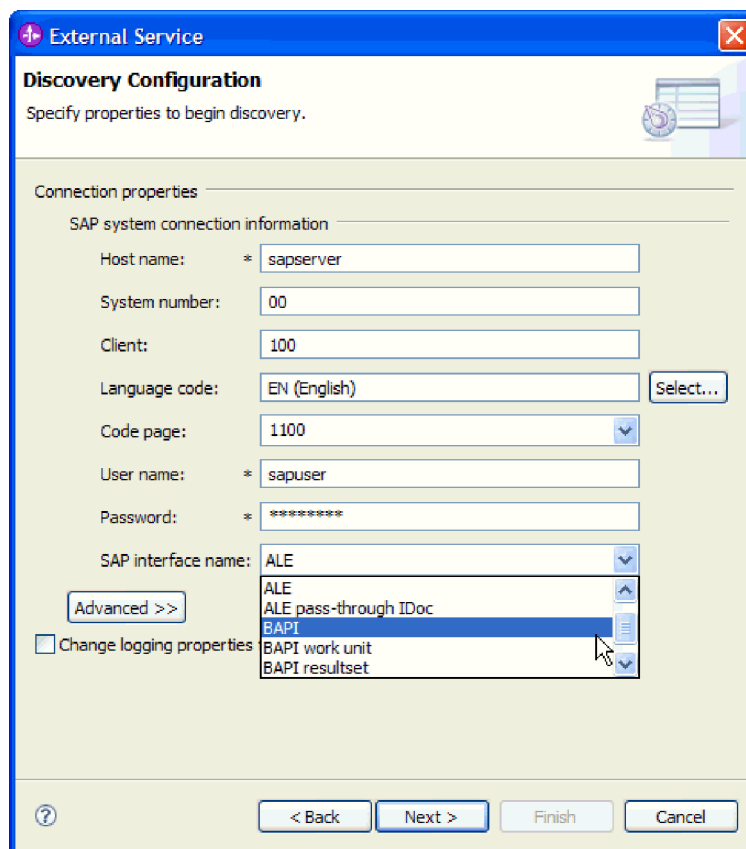 External Service
Discovery Configuration
Specify properties to begin discovery.
Connection properties
SAP system connection information
Host name: * sapserver
System number: 00
Client: 100
Language code: EN (English) Select...
Code page: 1100
User name: * sapuser
Password: * ********
SAP interface name: ALE
ALE
Advanced >> ALE pass-through IDoc
BAPI
Change logging properties BAPI work unit
BAPI resultset
? < Back Next > Finish Cancel